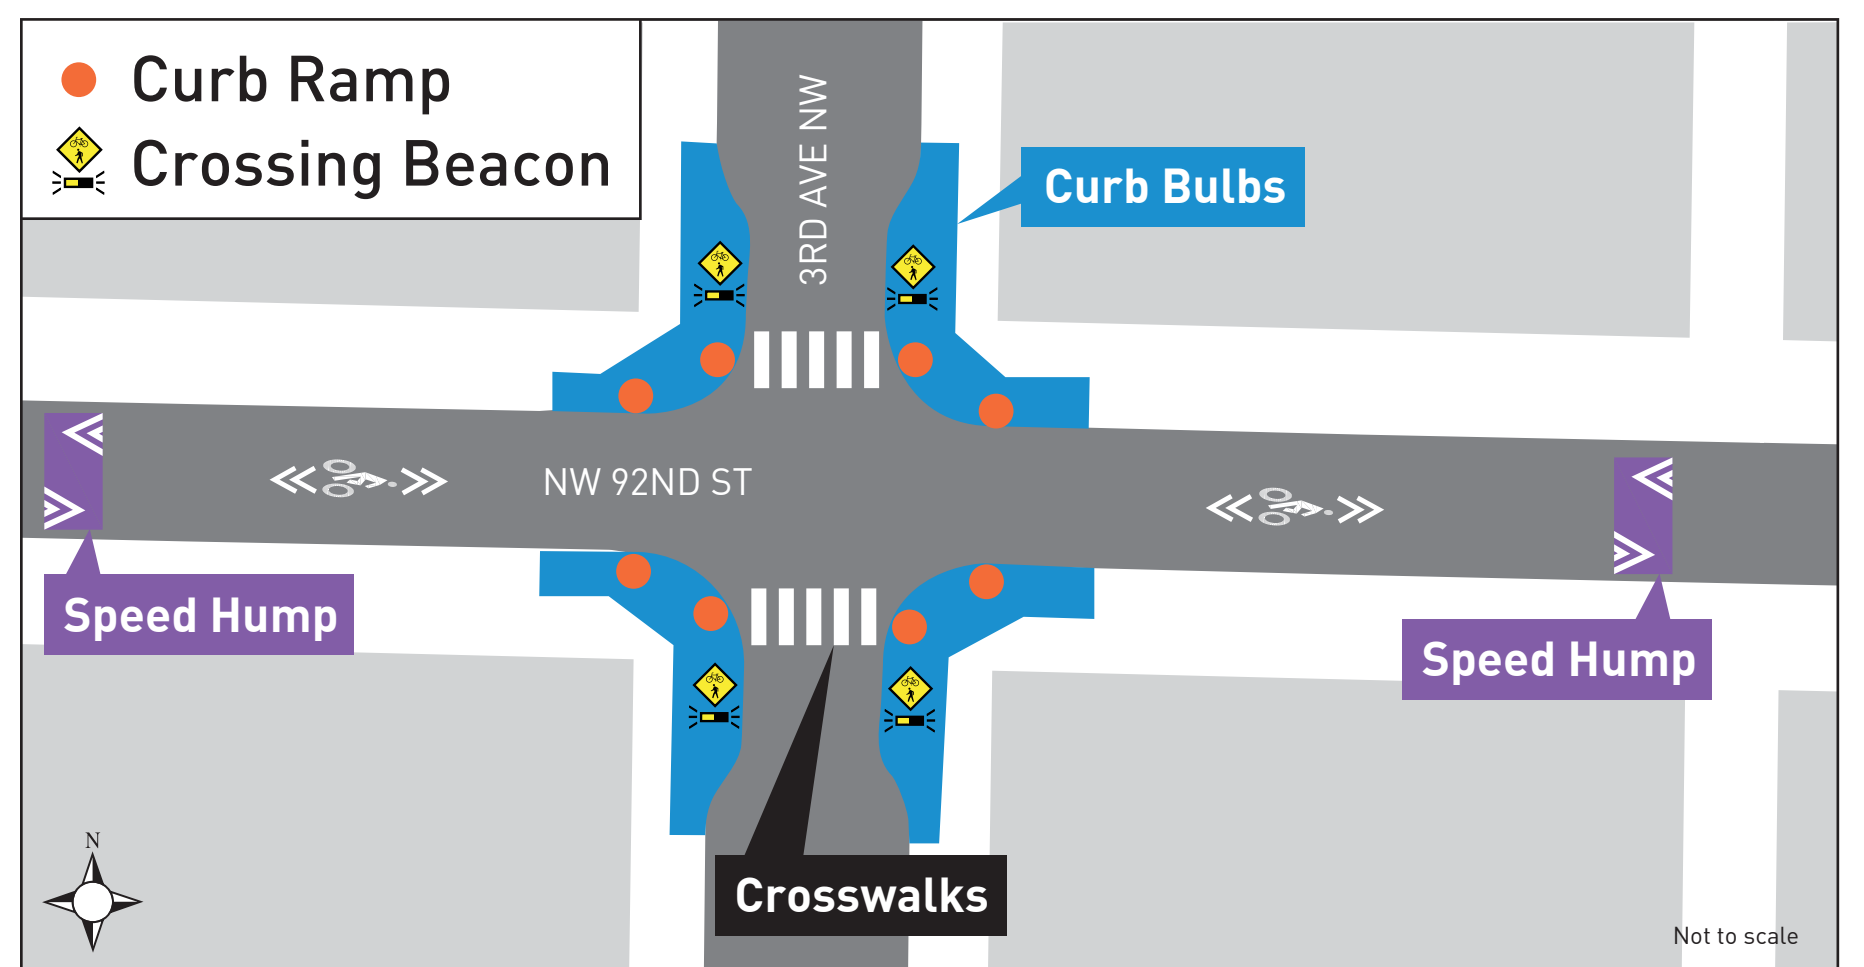 Curb Ramp
Crossing Beacon
3RD AVE NW
Curb Bulbs
NW 92ND ST
Speed Hump
Speed Hump
N
Crosswalks
Not to scale